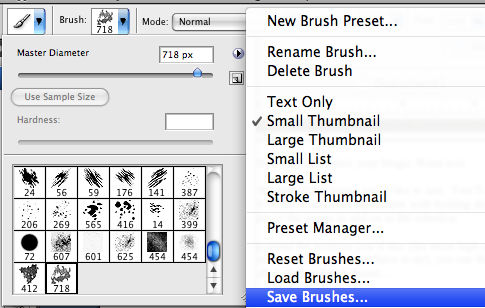 Brush: 718 Mode: Normal
Master Diameter 718 px
Use Sample Size
Hardness:
24 56 59 176 141 387
206 269 565 416 14 399
72 607 601 625 454 454
412 718
New Brush Preset...
Rename Brush...
Delete Brush
Text Only
✓ Small Thumbnail
Large Thumbnail
Small List
Large List
Stroke Thumbnail
Preset Manager...
Reset Brushes...
Load Brushes...
Save Brushes...